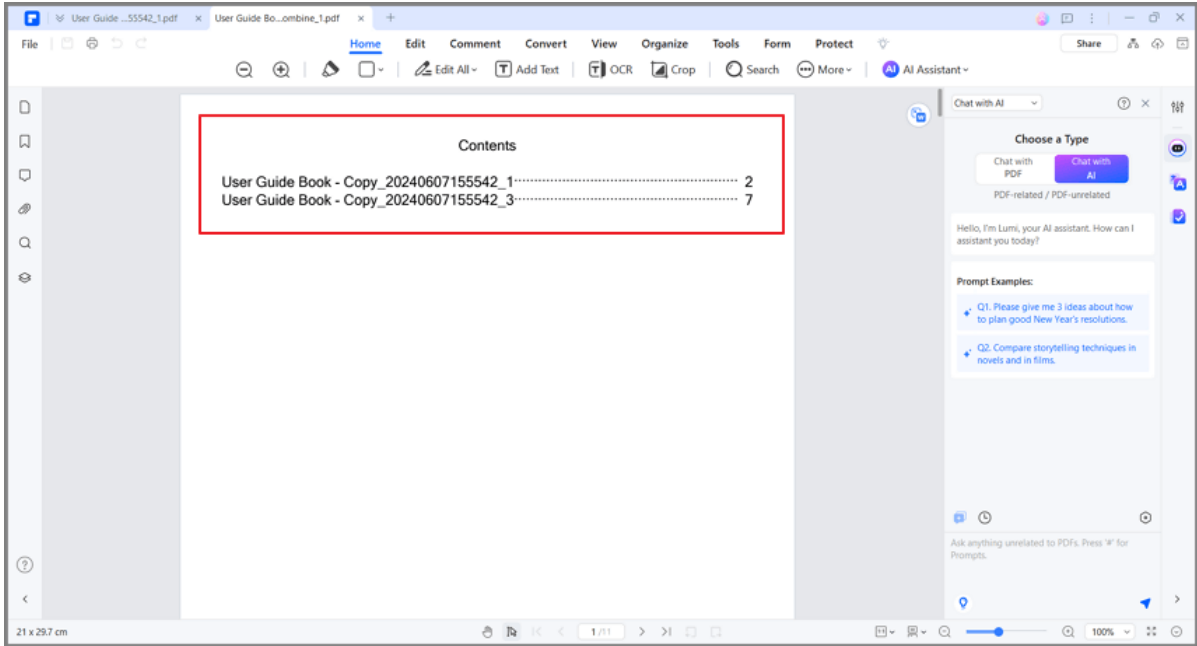 User Guide ...55542_1.pdf
User Guide Bo...ombine_1.pdf
File
Home Edit Comment Convert View Organize Tools Form Protect
Share
Edit All
Add Text
OCR
Crop
Search
More
AI AI Assistant
Contents
User Guide Book - Copy_20240607155542_1 2
User Guide Book - Copy_20240607155542_3 7
Chat with AI
Choose a Type
Chat with
PDF
Chat with
AI
PDF-related / PDF-unrelated
Hello, I'm Lumi, your AI assistant. How can I
assistant you today?
Prompt Examples:
Q1. Please give me 3 ideas about how
to plan good New Year's resolutions.
Q2. Compare storytelling techniques in
novels and in films.
Ask anything unrelated to PDFs. Press '#' for
Prompts.
21 x 29.7 cm
1 /11
100%